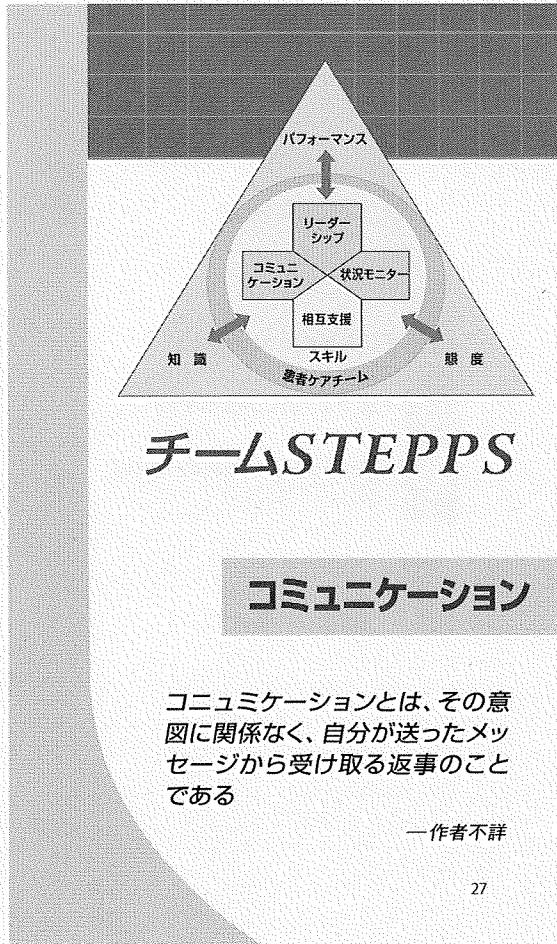 パフォーマンス
リーダー
シップ
コミュニ
ケーション
状況モニター
相互支援
スキル
知 識
態 度
患者ケアチーム
チームSTEPPS
コミュニケーション
コニュミケーションとは、その意
図に関係なく、自分が送ったメッ
セージから受け取る返事のこと
である
―作者不詳
27